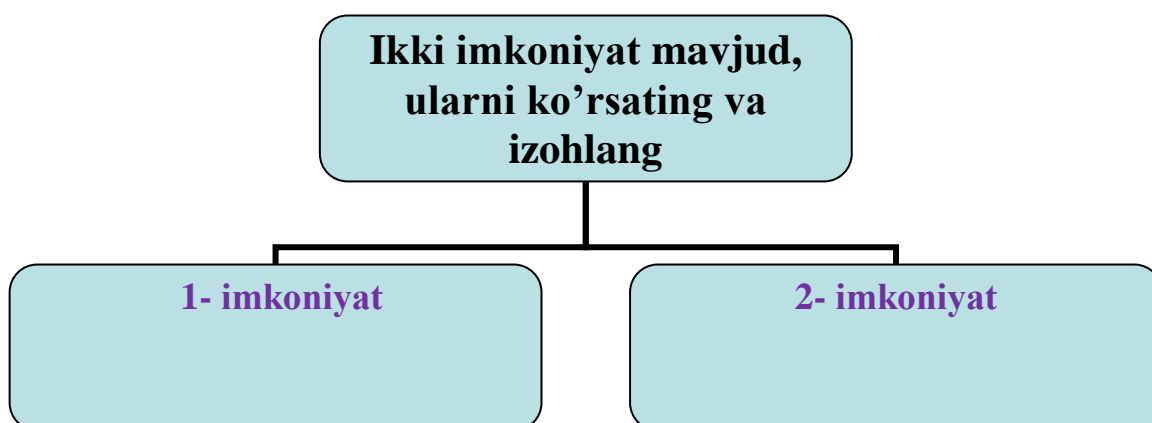 Ikki imkoniyat mavjud,
ularni ko’rsating va
izohlang
1- imkoniyat
2- imkoniyat